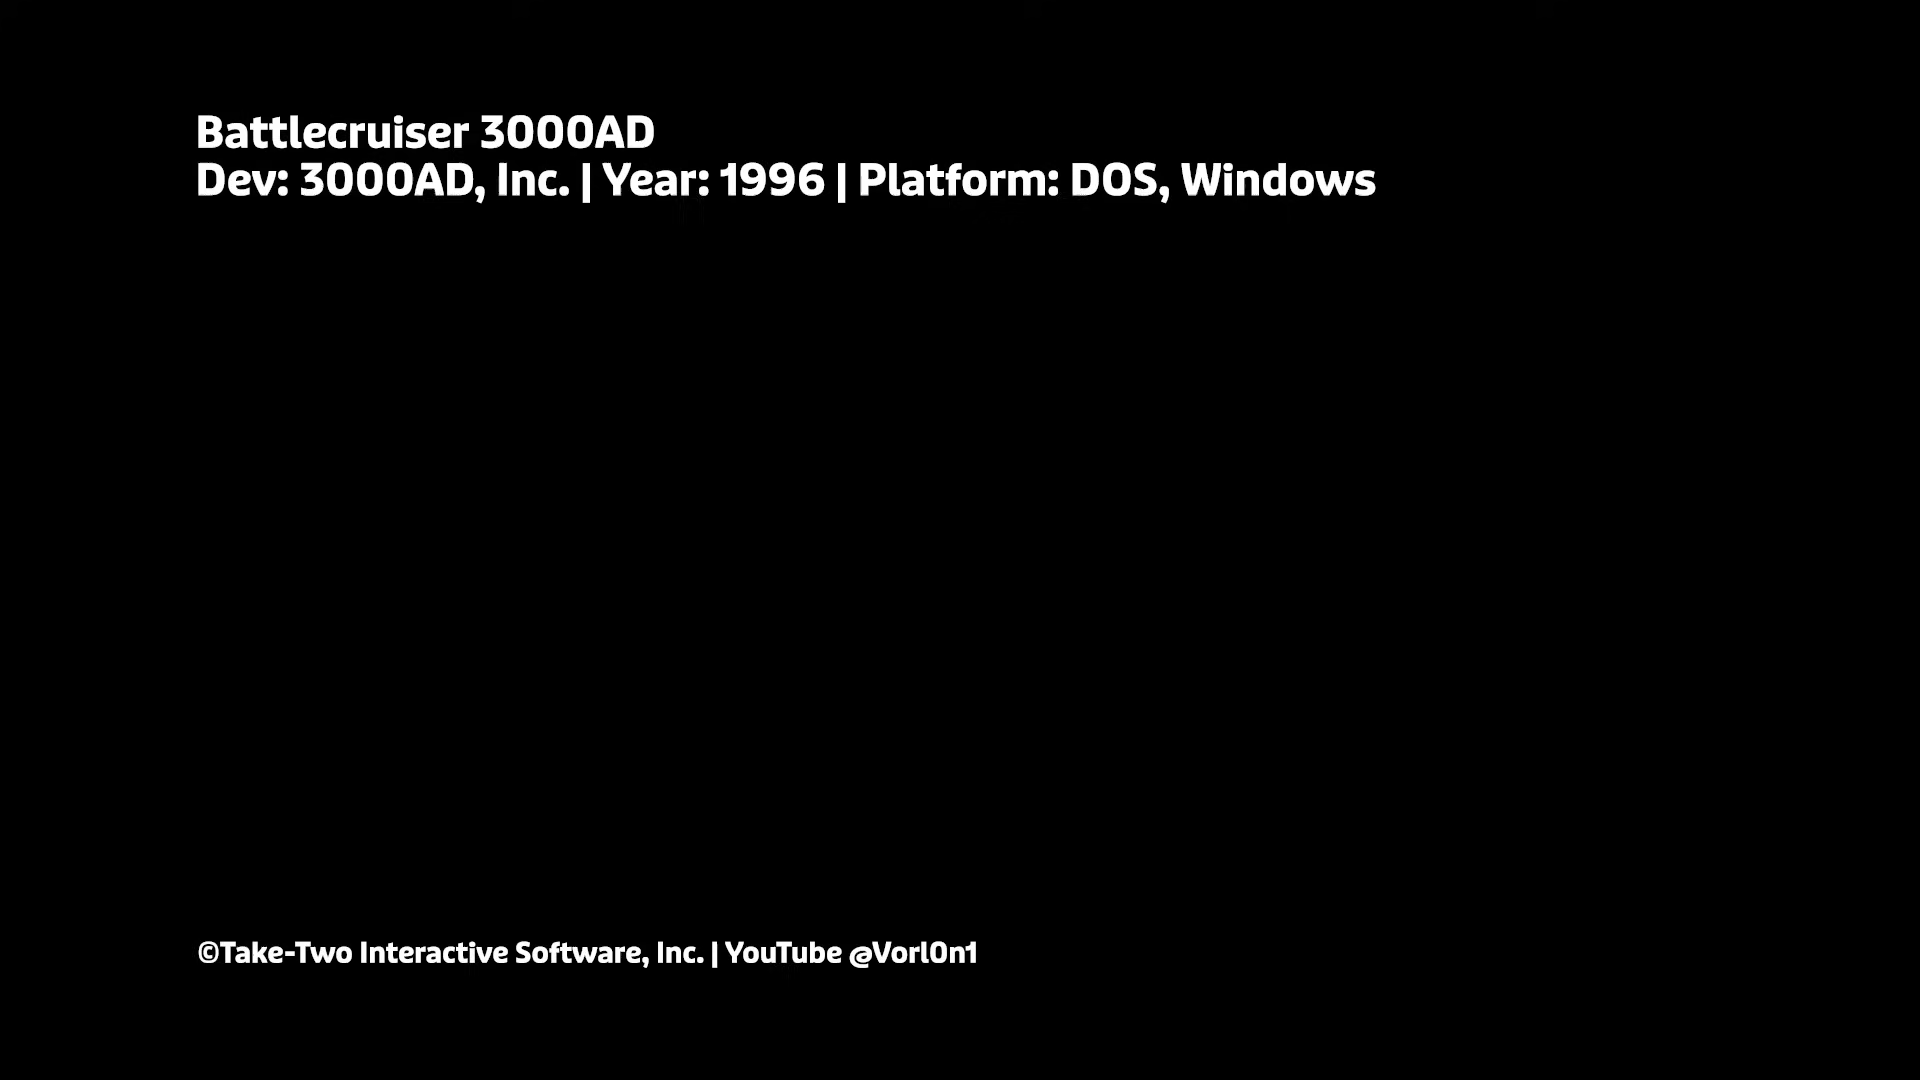 Battlecruiser 3000AD
Dev: 3000AD, Inc. | Year: 1996 | Platform: DOS, Windows
©Take-Two Interactive Software, Inc. | YouTube @Vorl0n1